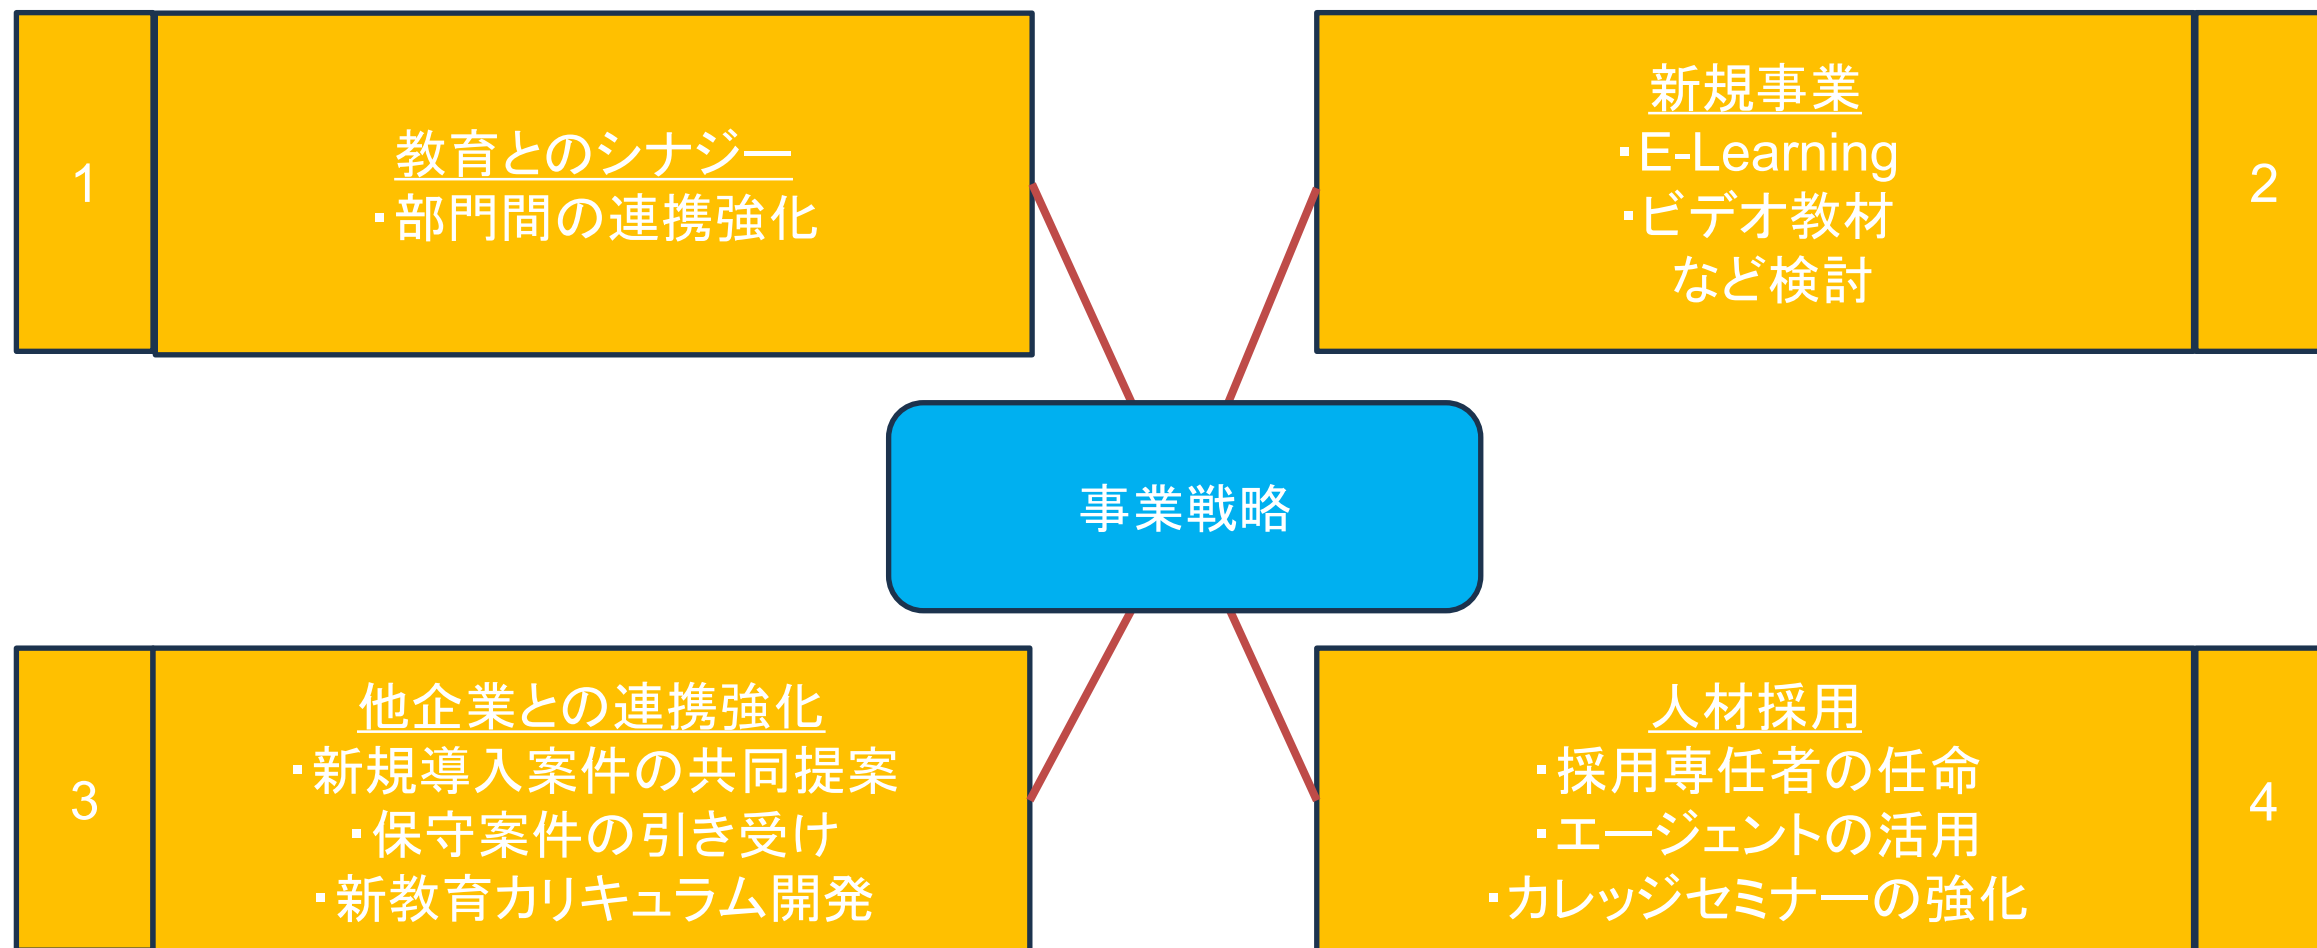 1
教育とのシナジー
・部門間の連携強化
新規事業
・E-Learning
・ビデオ教材
など検討
2
事業戦略
3
他企業との連携強化
・新規導入案件の共同提案
・保守案件の引き受け
・新教育カリキュラム開発
人材採用
・採用専任者の任命
・エージェントの活用
・カレッジセミナーの強化
4